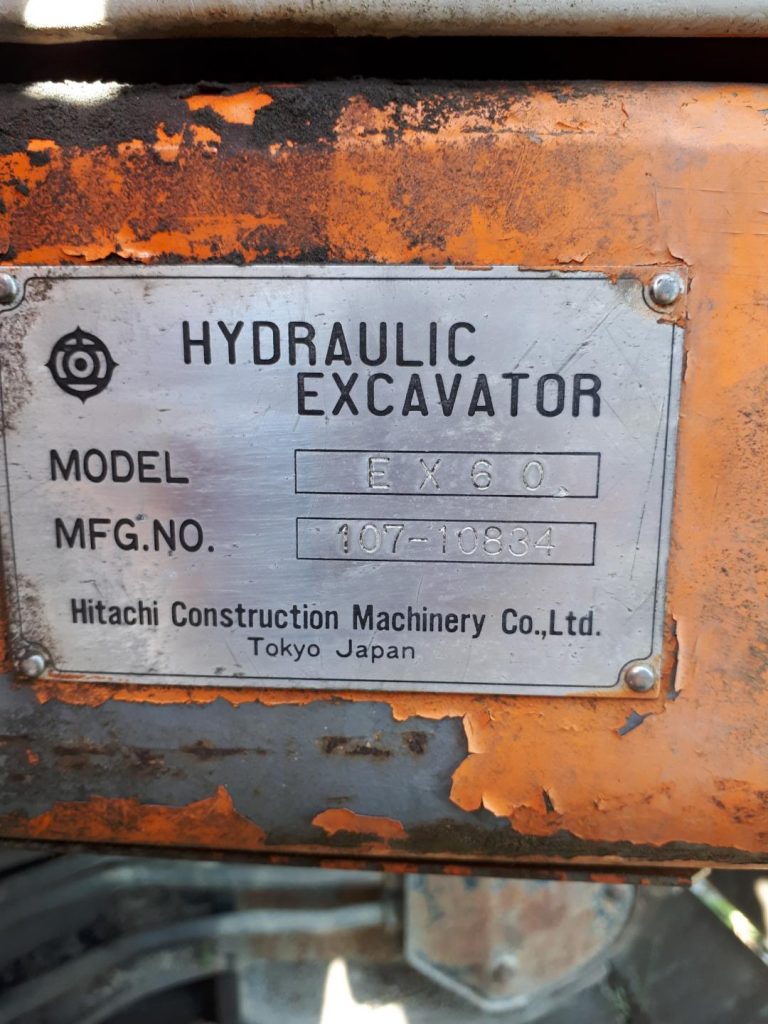 HYDRAULIC
EXCAVATOR
MODEL EX60
MFG.NO. 107-10834
Hitachi Construction Machinery Co.,Ltd.
Tokyo Japan